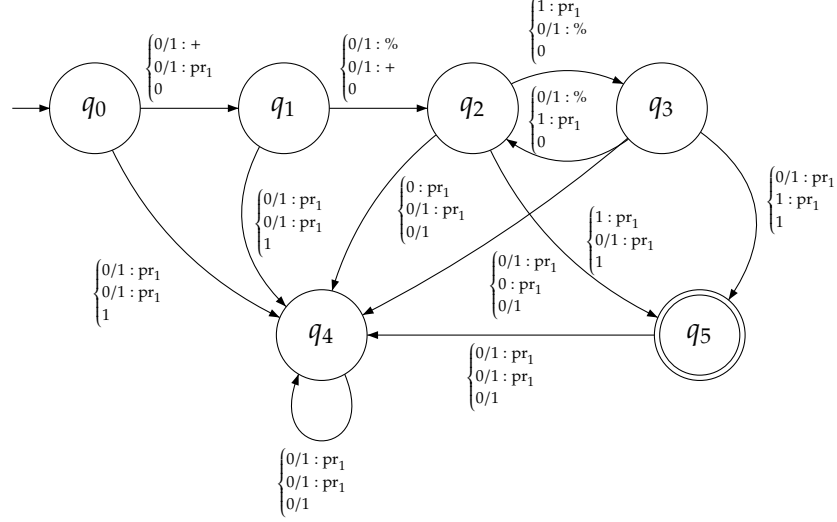 1 : pr₁
0/1 : %
0
0/1 : +
0/1 : pr₁
0
0/1 : %
0/1 : +
0
q₀
q₁
q₂
q₃
0/1 : %
1 : pr₁
0
0/1 : pr₁
0/1 : pr₁
1
0 : pr₁
0/1 : pr₁
0/1
1 : pr₁
0/1 : pr₁
1
0/1 : pr₁
1 : pr₁
1
0/1 : pr₁
0/1 : pr₁
1
0/1 : pr₁
0 : pr₁
0/1
q₄
q₅
0/1 : pr₁
0/1 : pr₁
0/1
0/1 : pr₁
0/1 : pr₁
0/1